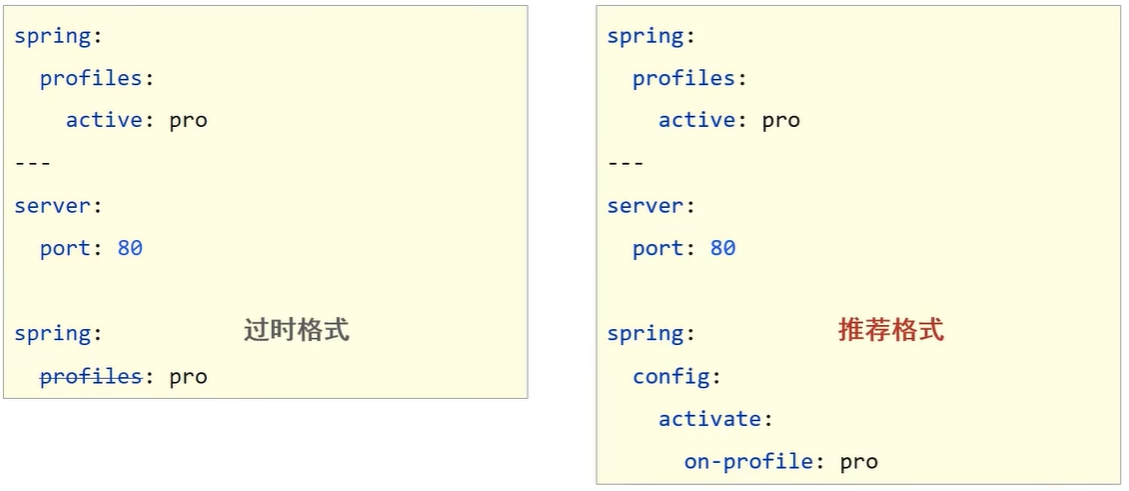 spring:
  profiles:
    active: pro
---
server:
  port: 80
spring:
过时格式
  profiles: pro
spring:
  profiles:
    active: pro
---
server:
  port: 80
spring:
推荐格式
  config:
    activate:
      on-profile: pro